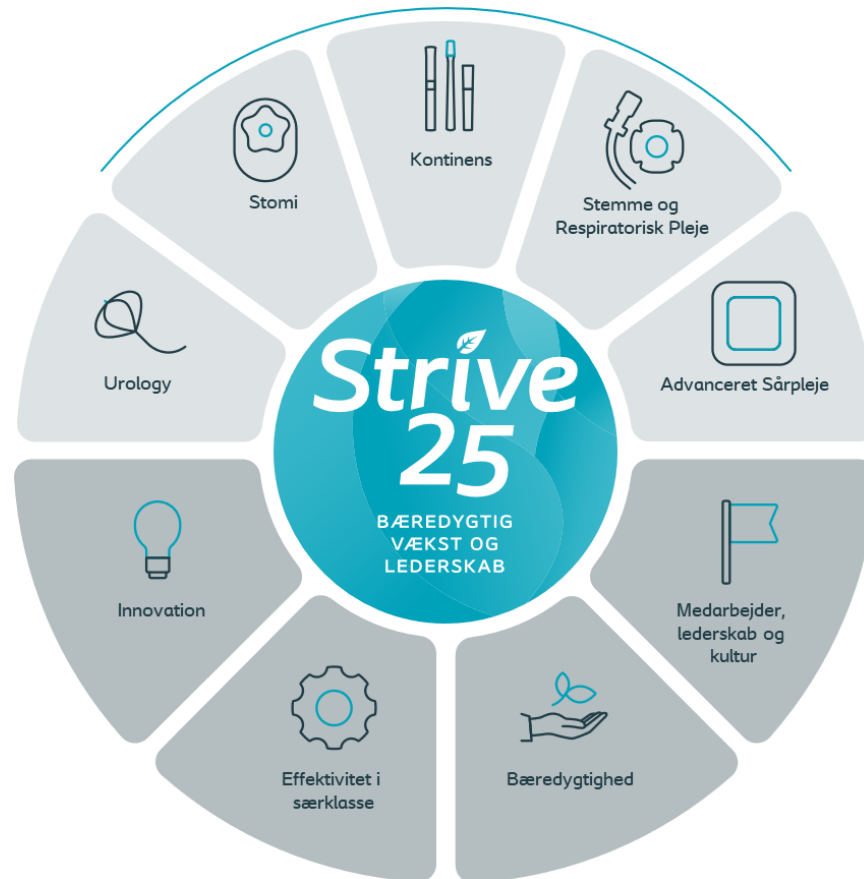 Kontinens
Stomi
Stemme og
Respiratorisk Pleje
Urology
Advanceret Sårpleje
Strive
25
BÆREDYGTIG
VÆKST OG
LEDERSKAB
Innovation
Medarbejder,
lederskab og
kultur
Effektivitet i
særklasse
Bæredygtighed